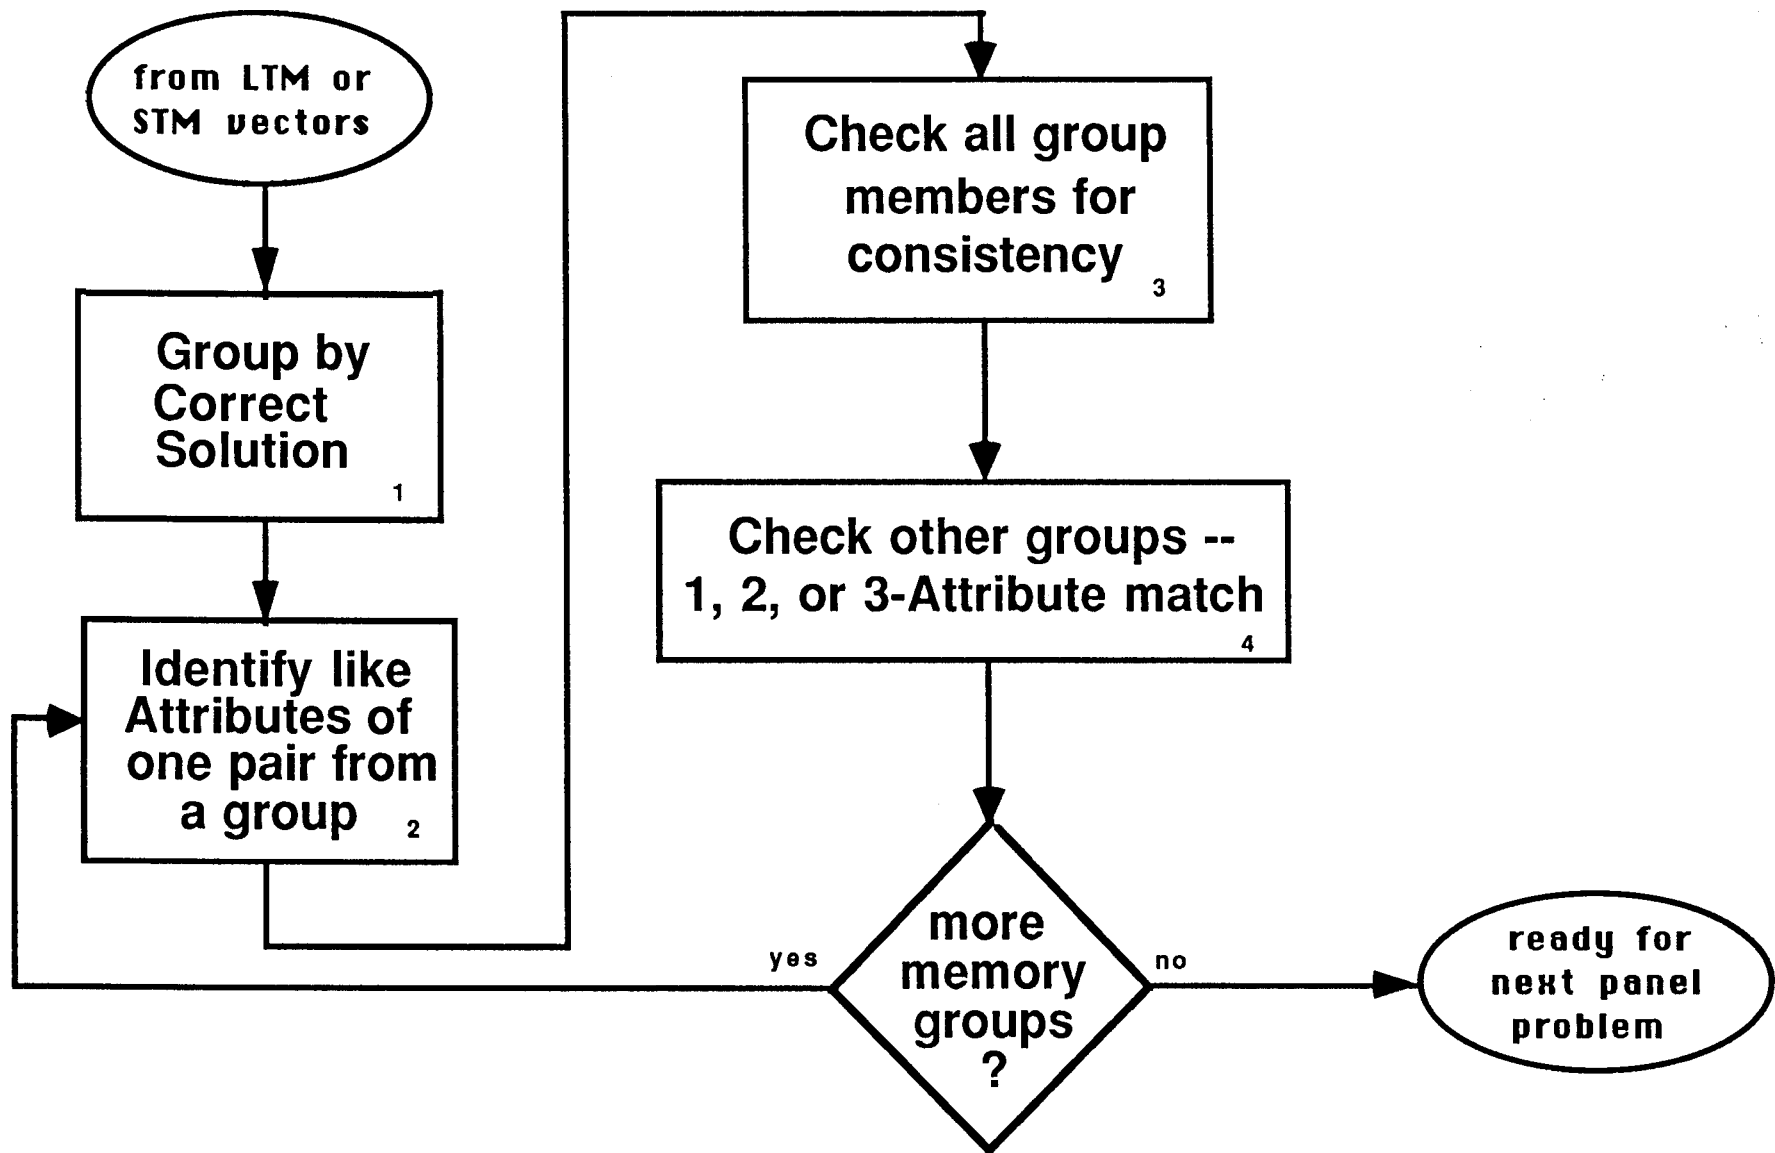 from LTM or
STM vectors
Group by
Correct
Solution
1
Identify like
Attributes of
one pair from
a group
2
Check all group
members for
consistency
3
Check other groups --
1, 2, or 3-Attribute match
4
more
memory
groups
?
yes
no
ready for
next panel
problem